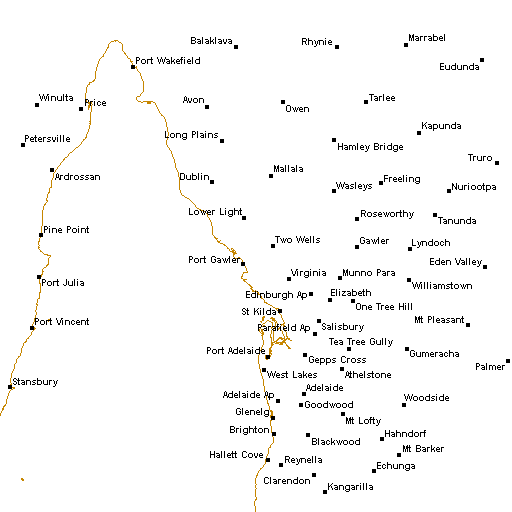 Marrabel
Balaklava
Rhynie
Port Wakefield
Eudunda
Winulta
Price
Avon
Owen
Tarlee
Kapunda
Petersville
Long Plains
Hamley Bridge
Truro
Ardrossan
Dublin
Mallala
Wasleys
Freeling
Nuriootpa
Lower Light
Roseworthy
Tanunda
Pine Point
Two Wells
Gawler
Lyndoch
Port Gawler
Eden Valley
Port Julia
Virginia
Munno Para
Williamstown
Edinburgh Ap
Elizabeth
One Tree Hill
St Kilda
Port Vincent
Parafield Ap
Salisbury
Mt Pleasant
Tea Tree Gully
Port Adelaide
Gepps Cross
Gumeracha
Palmer
Stansbury
West Lakes
Athelstone
Adelaide Ap
Adelaide
Goodwood
Woodside
Glenelg
Mt Lofty
Brighton
Blackwood
Hahndorf
Hallett Cove
Reynella
Mt Barker
Echunga
Clarendon
Kangarilla